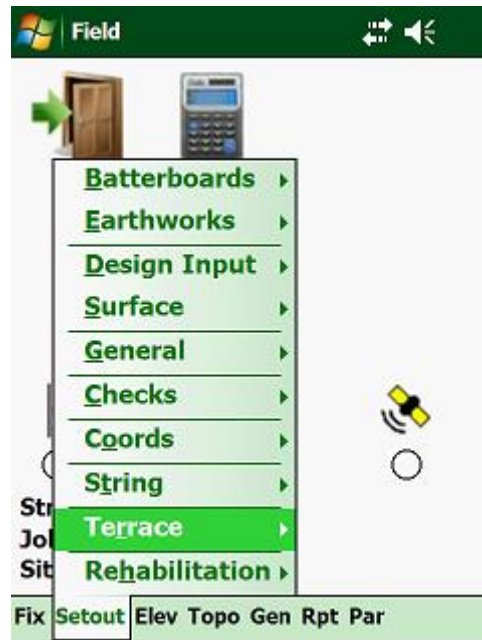 Field
Batterboards
Earthworks
Design Input
Surface
General
Checks
Coords
String
Terrace
Rehabilitation
Str
Jol
Sit
Fix Setout Elev Topo Gen Rpt Par